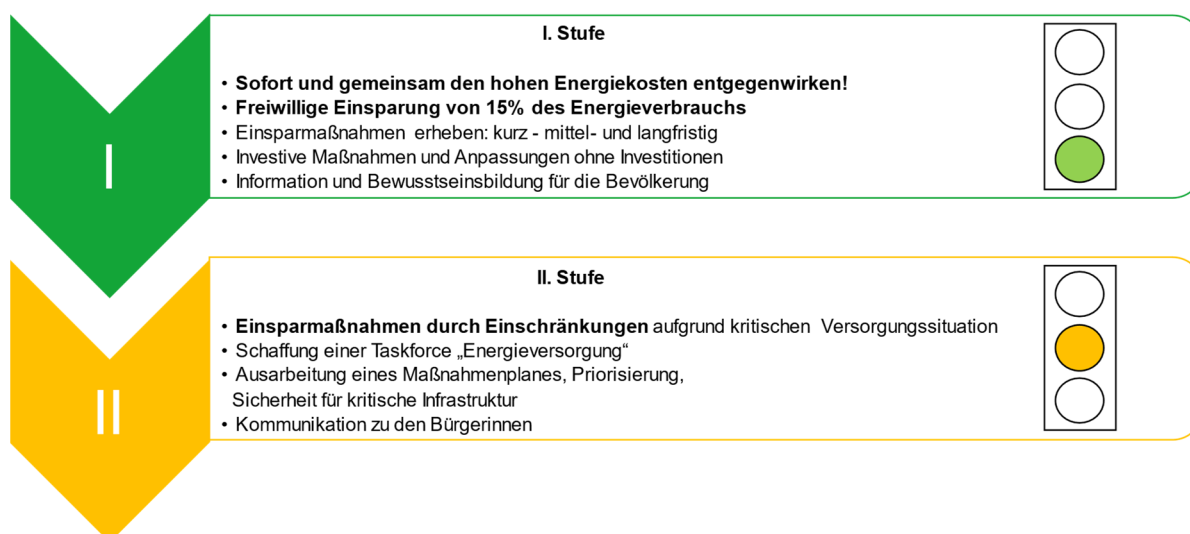 I
I. Stufe
• Sofort und gemeinsam den hohen Energiekosten entgegenwirken!
• Freiwillige Einsparung von 15% des Energieverbrauchs
• Einsparmaßnahmen erheben: kurz - mittel- und langfristig
• Investive Maßnahmen und Anpassungen ohne Investitionen
• Information und Bewusstseinsbildung für die Bevölkerung
II
II. Stufe
• Einsparmaßnahmen durch Einschränkungen aufgrund kritischen Versorgungssituation
• Schaffung einer Taskforce „Energieversorgung“
• Ausarbeitung eines Maßnahmenplanes, Priorisierung,
Sicherheit für kritische Infrastruktur
• Kommunikation zu den Bürgerinnen